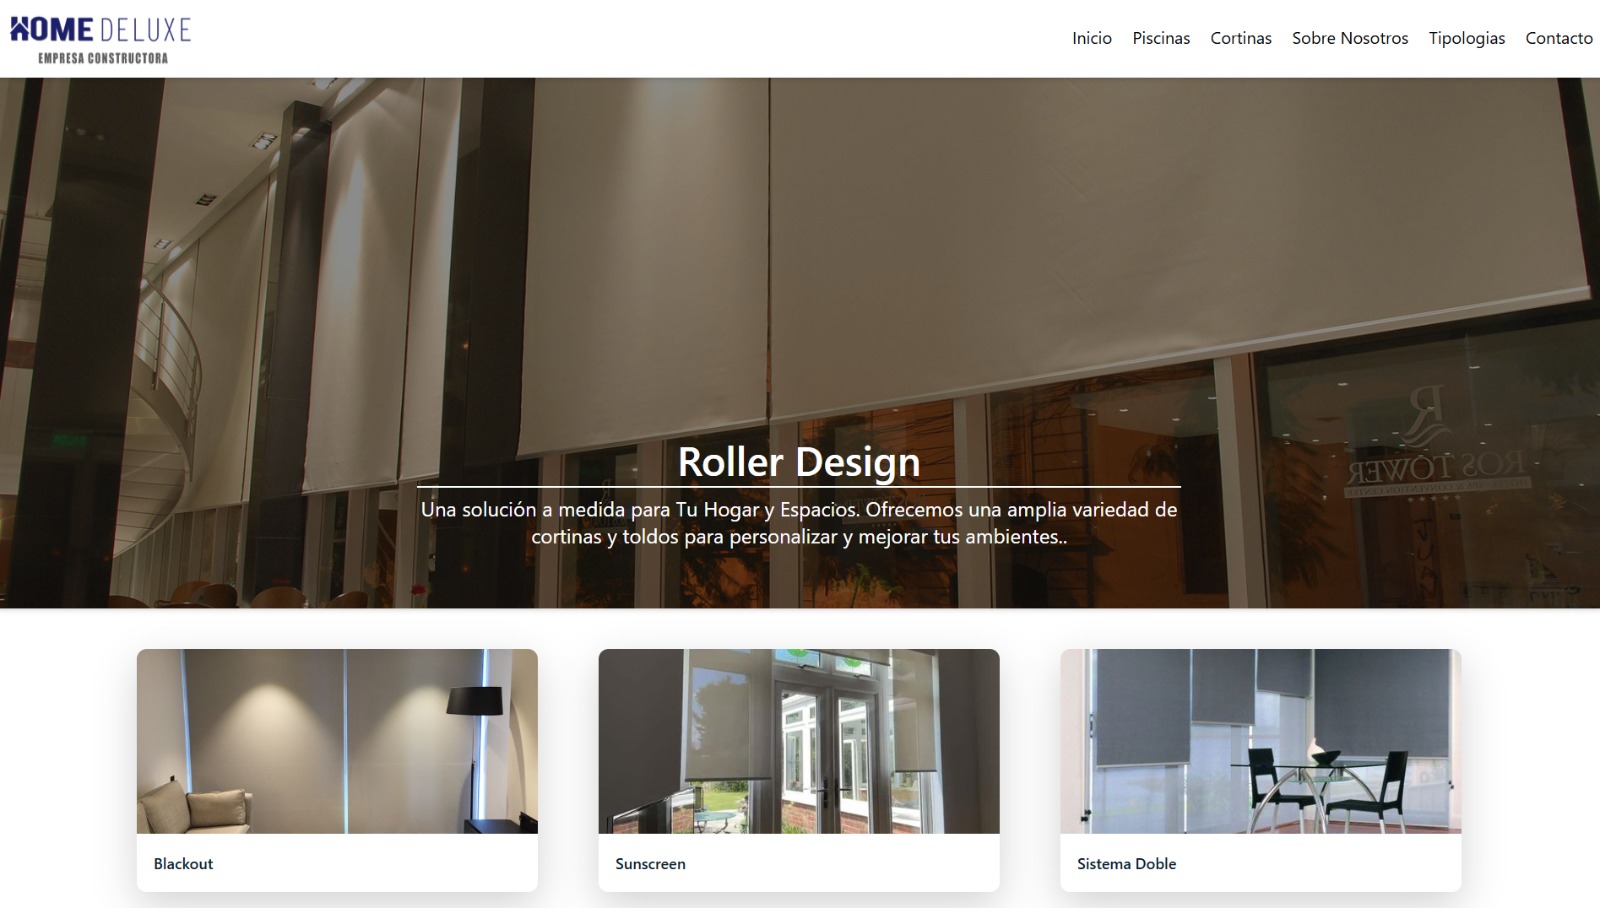 HOME DELUXE
EMPRESA CONSTRUCTORA
Inicio Piscinas Cortinas Sobre Nosotros Tipologias Contacto
R
ROS TOWER
Roller Design
Una solución a medida para Tu Hogar y Espacios. Ofrecemos una amplia variedad de
cortinas y toldos para personalizar y mejorar tus ambientes..
Blackout
Sunscreen
Sistema Doble